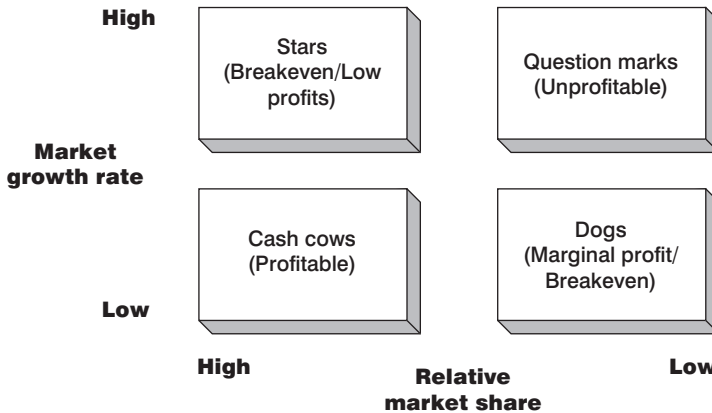 High
Stars
(Breakeven/Low
profits)
Question marks
(Unprofitable)
Market
growth rate
Cash cows
(Profitable)
Dogs
(Marginal profit/
Breakeven)
Low
High
Relative
market share
Low